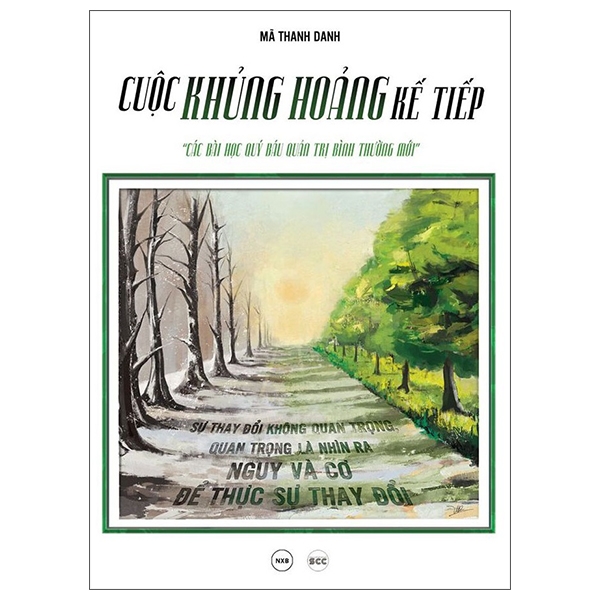 MÃ THANH DANH
CUỘC KHỦNG HOẢNG KẾ TIẾP
"CÁC BÀI HỌC QUÝ BÁU QUẢN TRỊ BÌNH THƯỜNG MỚI"
SỰ THAY ĐỔI KHÔNG QUAN TRỌNG,
QUAN TRỌNG LÀ NHÌN RA
NGUY VÀ CƠ
ĐỂ THỰC SỰ THAY ĐỔI
NXB
SCC